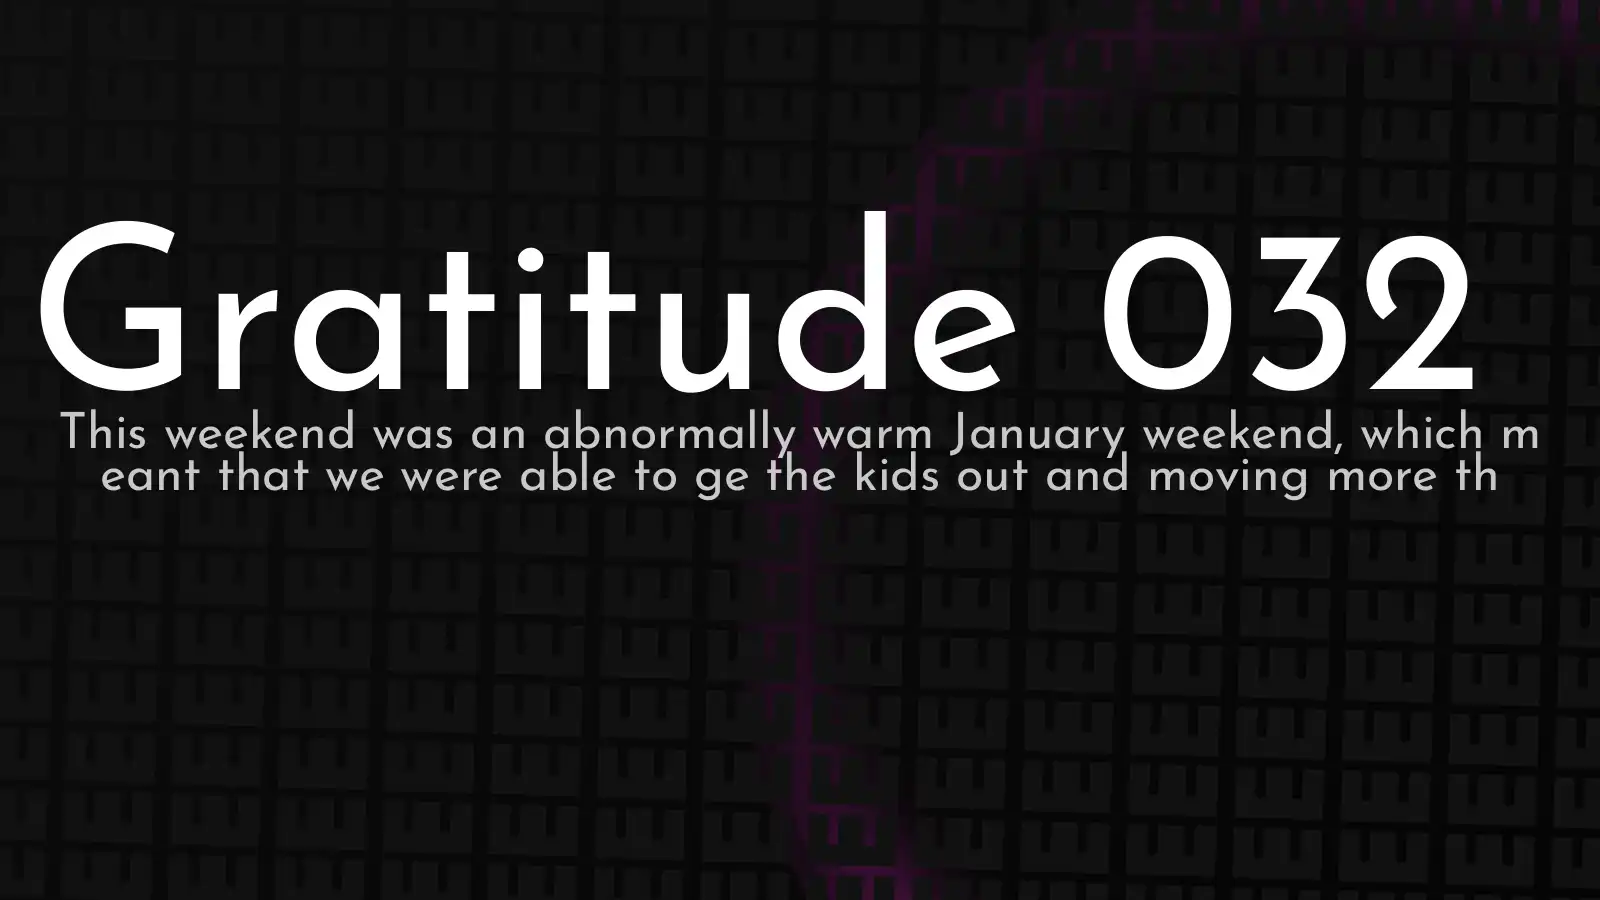 Gratitude 032
This weekend was an abnormally warm January weekend, which m
eant that we were able to ge the kids out and moving more th